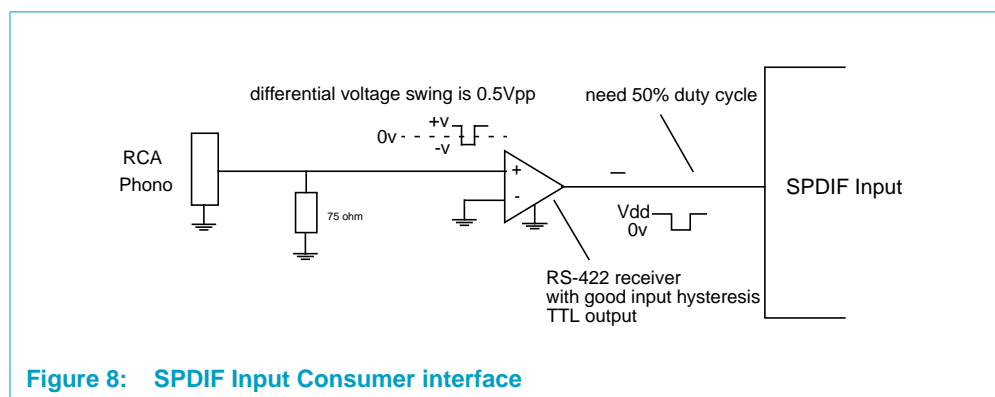 differential voltage swing is 0.5Vpp
need 50% duty cycle
+v
0v
-v
RCA
Phono
+
-
75 ohm
SPDIF Input
Vdd
0v
RS-422 receiver
with good input hysteresis
TTL output
Figure 8: SPDIF Input Consumer interface